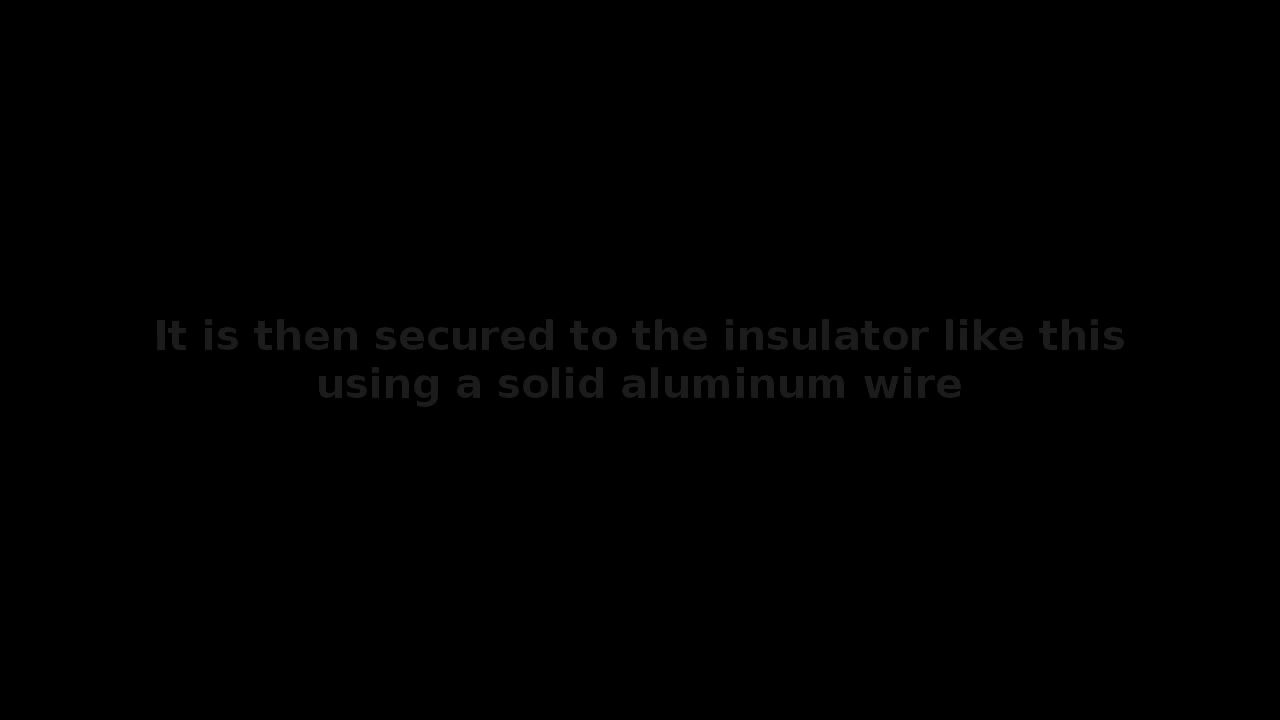 It is then secured to the insulator like this
using a solid aluminum wire